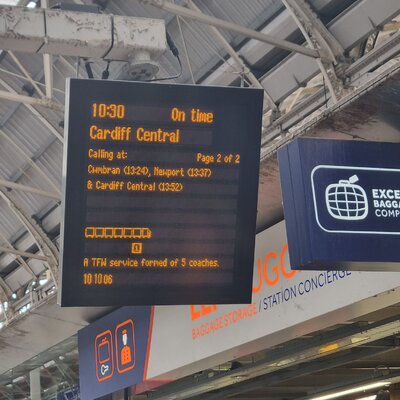 10:30 On time
Cardiff Central
Calling at: Page 2 of 2
Cwmbran (13:24), Newport (13:37)
& Cardiff Central (13:52)
A TFW service formed of 5 coaches.
10 10 06
EXCE
BAGGA
COMP
BAGGAGE STORAGE / STATION CONCIERGE